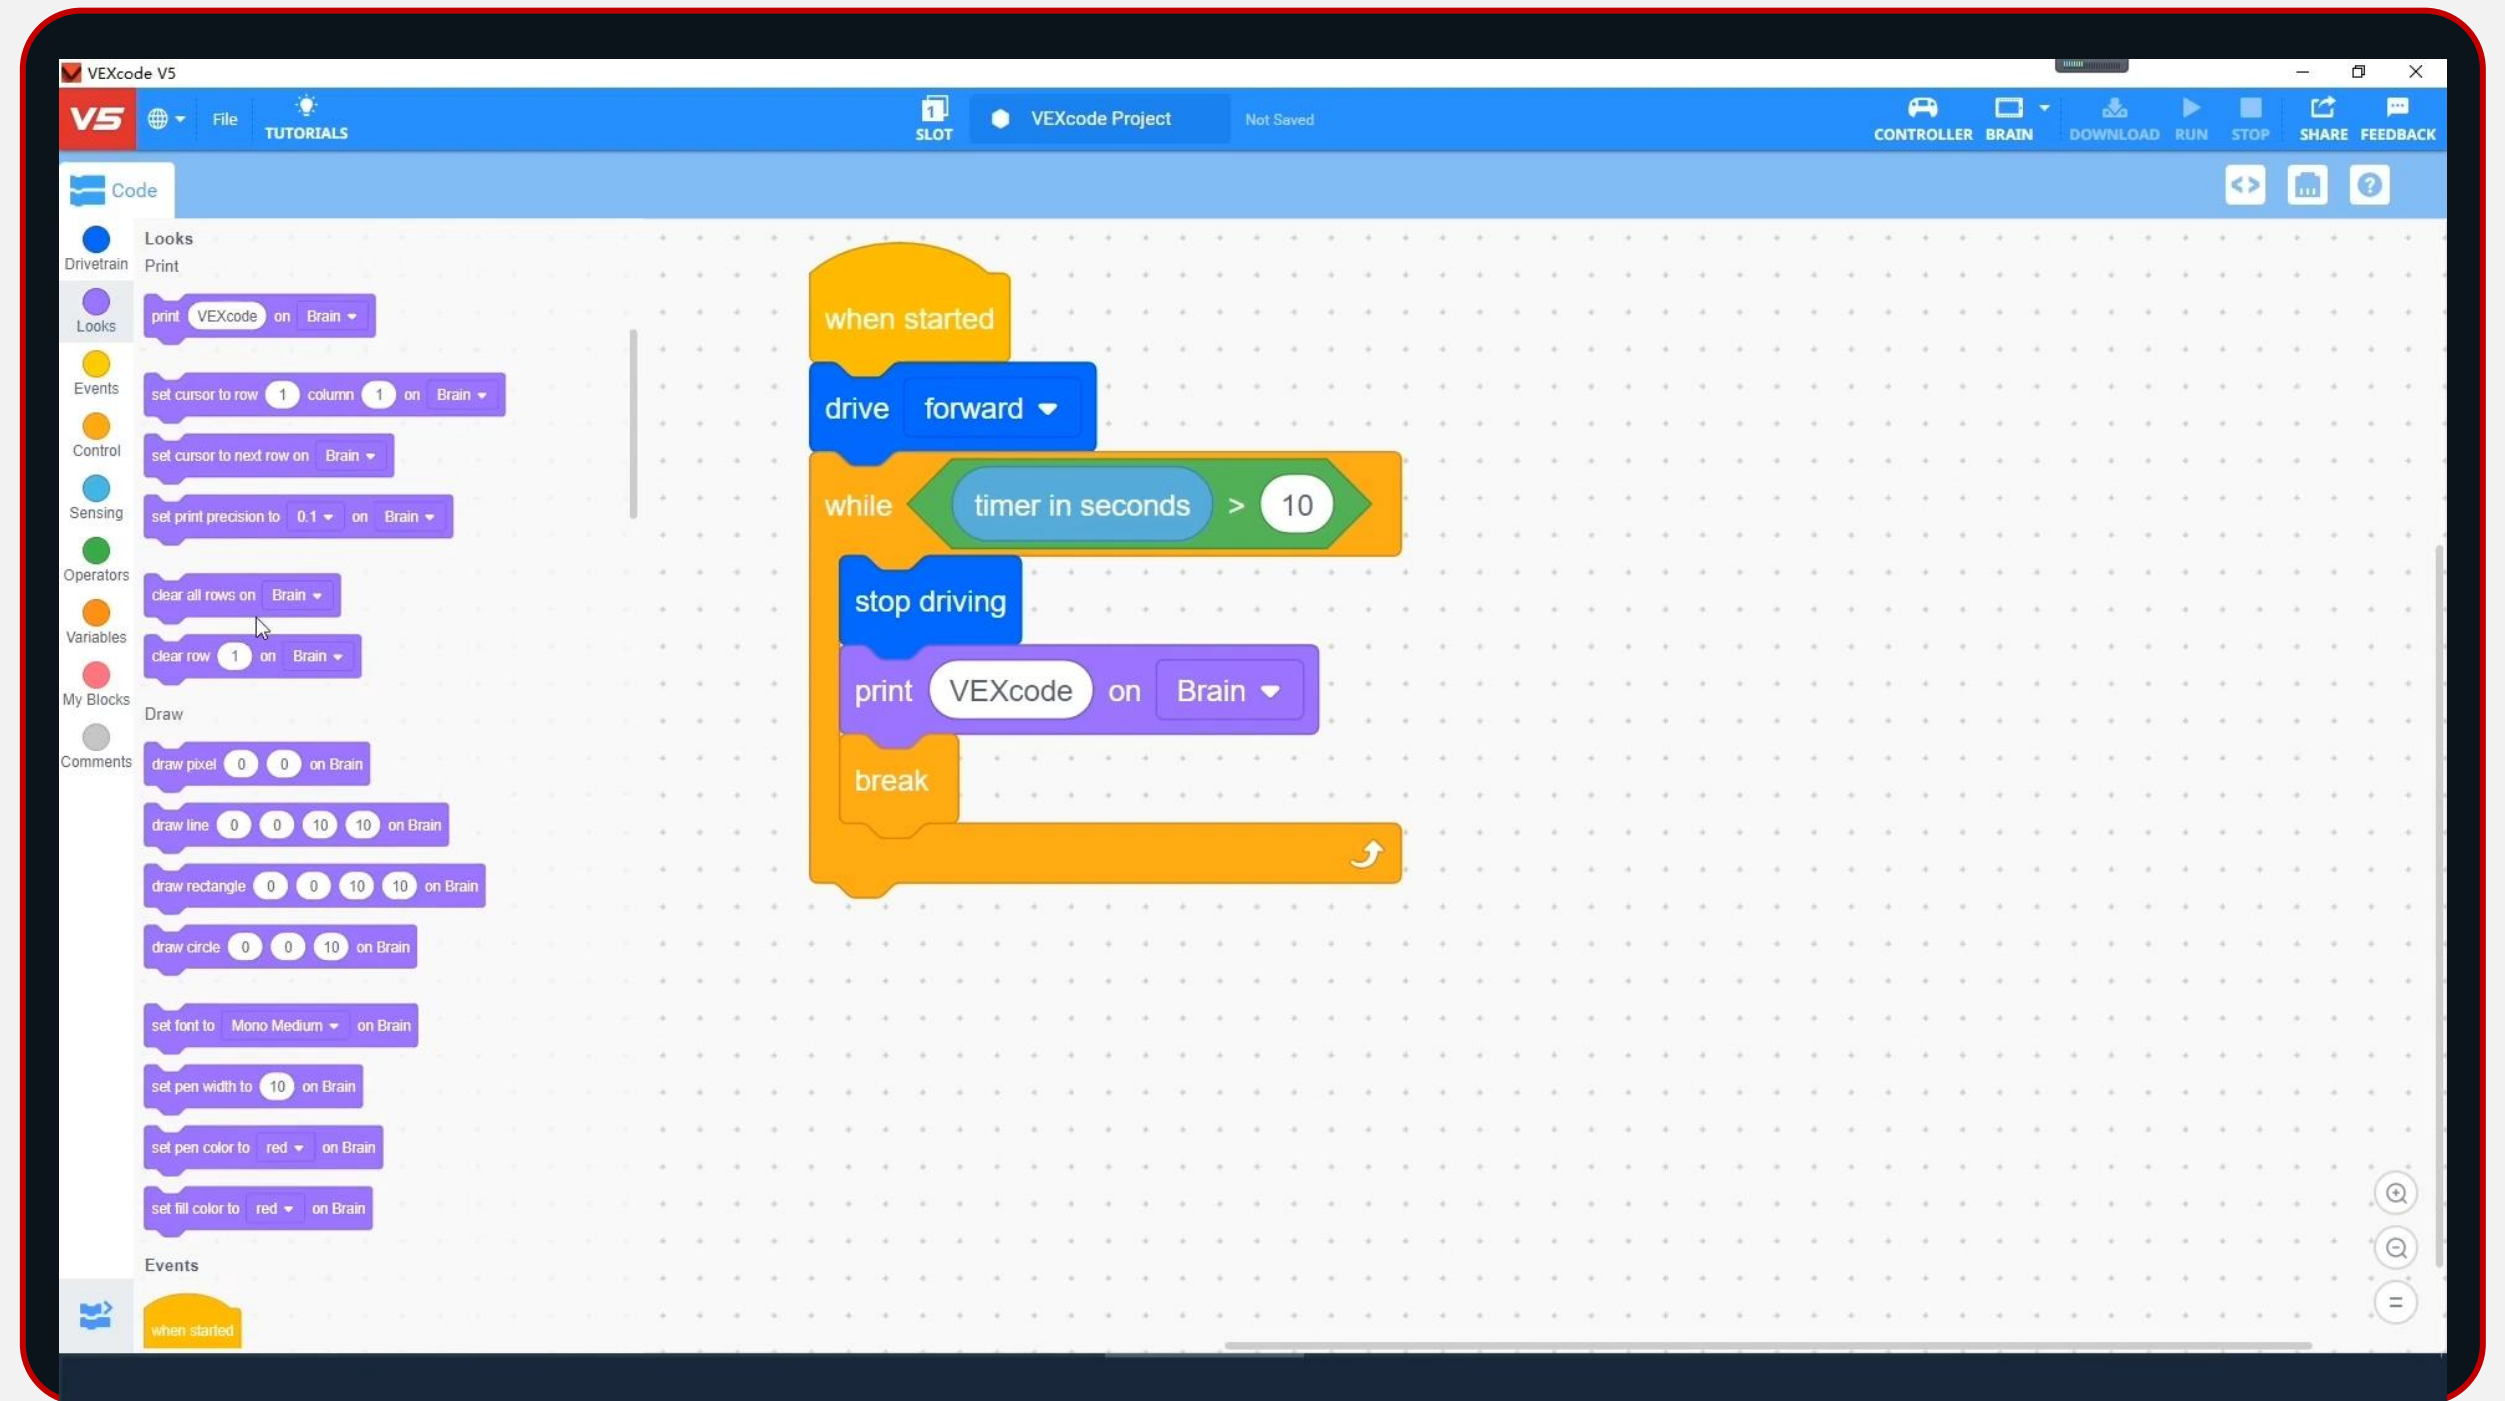 VEXcode V5
V5
File
TUTORIALS
1
SLOT
VEXcode Project
Not Saved
CONTROLLER
BRAIN
DOWNLOAD
RUN
STOP
SHARE
FEEDBACK
Code
Drivetrain
Looks
Events
Control
Sensing
Operators
Variables
My Blocks
Comments
Looks
Print
print VEXcode on Brain
set cursor to row 1 column 1 on Brain
set cursor to next row on Brain
set print precision to 0.1 on Brain
clear all rows on Brain
clear row 1 on Brain
Draw
draw pixel 0 0 on Brain
draw line 0 0 10 10 on Brain
draw rectangle 0 0 10 10 on Brain
draw circle 0 0 10 on Brain
set font to Mono Medium on Brain
set pen width to 10 on Brain
set pen color to red on Brain
set fill color to red on Brain
Events
when started
when started
drive forward
while timer in seconds > 10
stop driving
print VEXcode on Brain
break